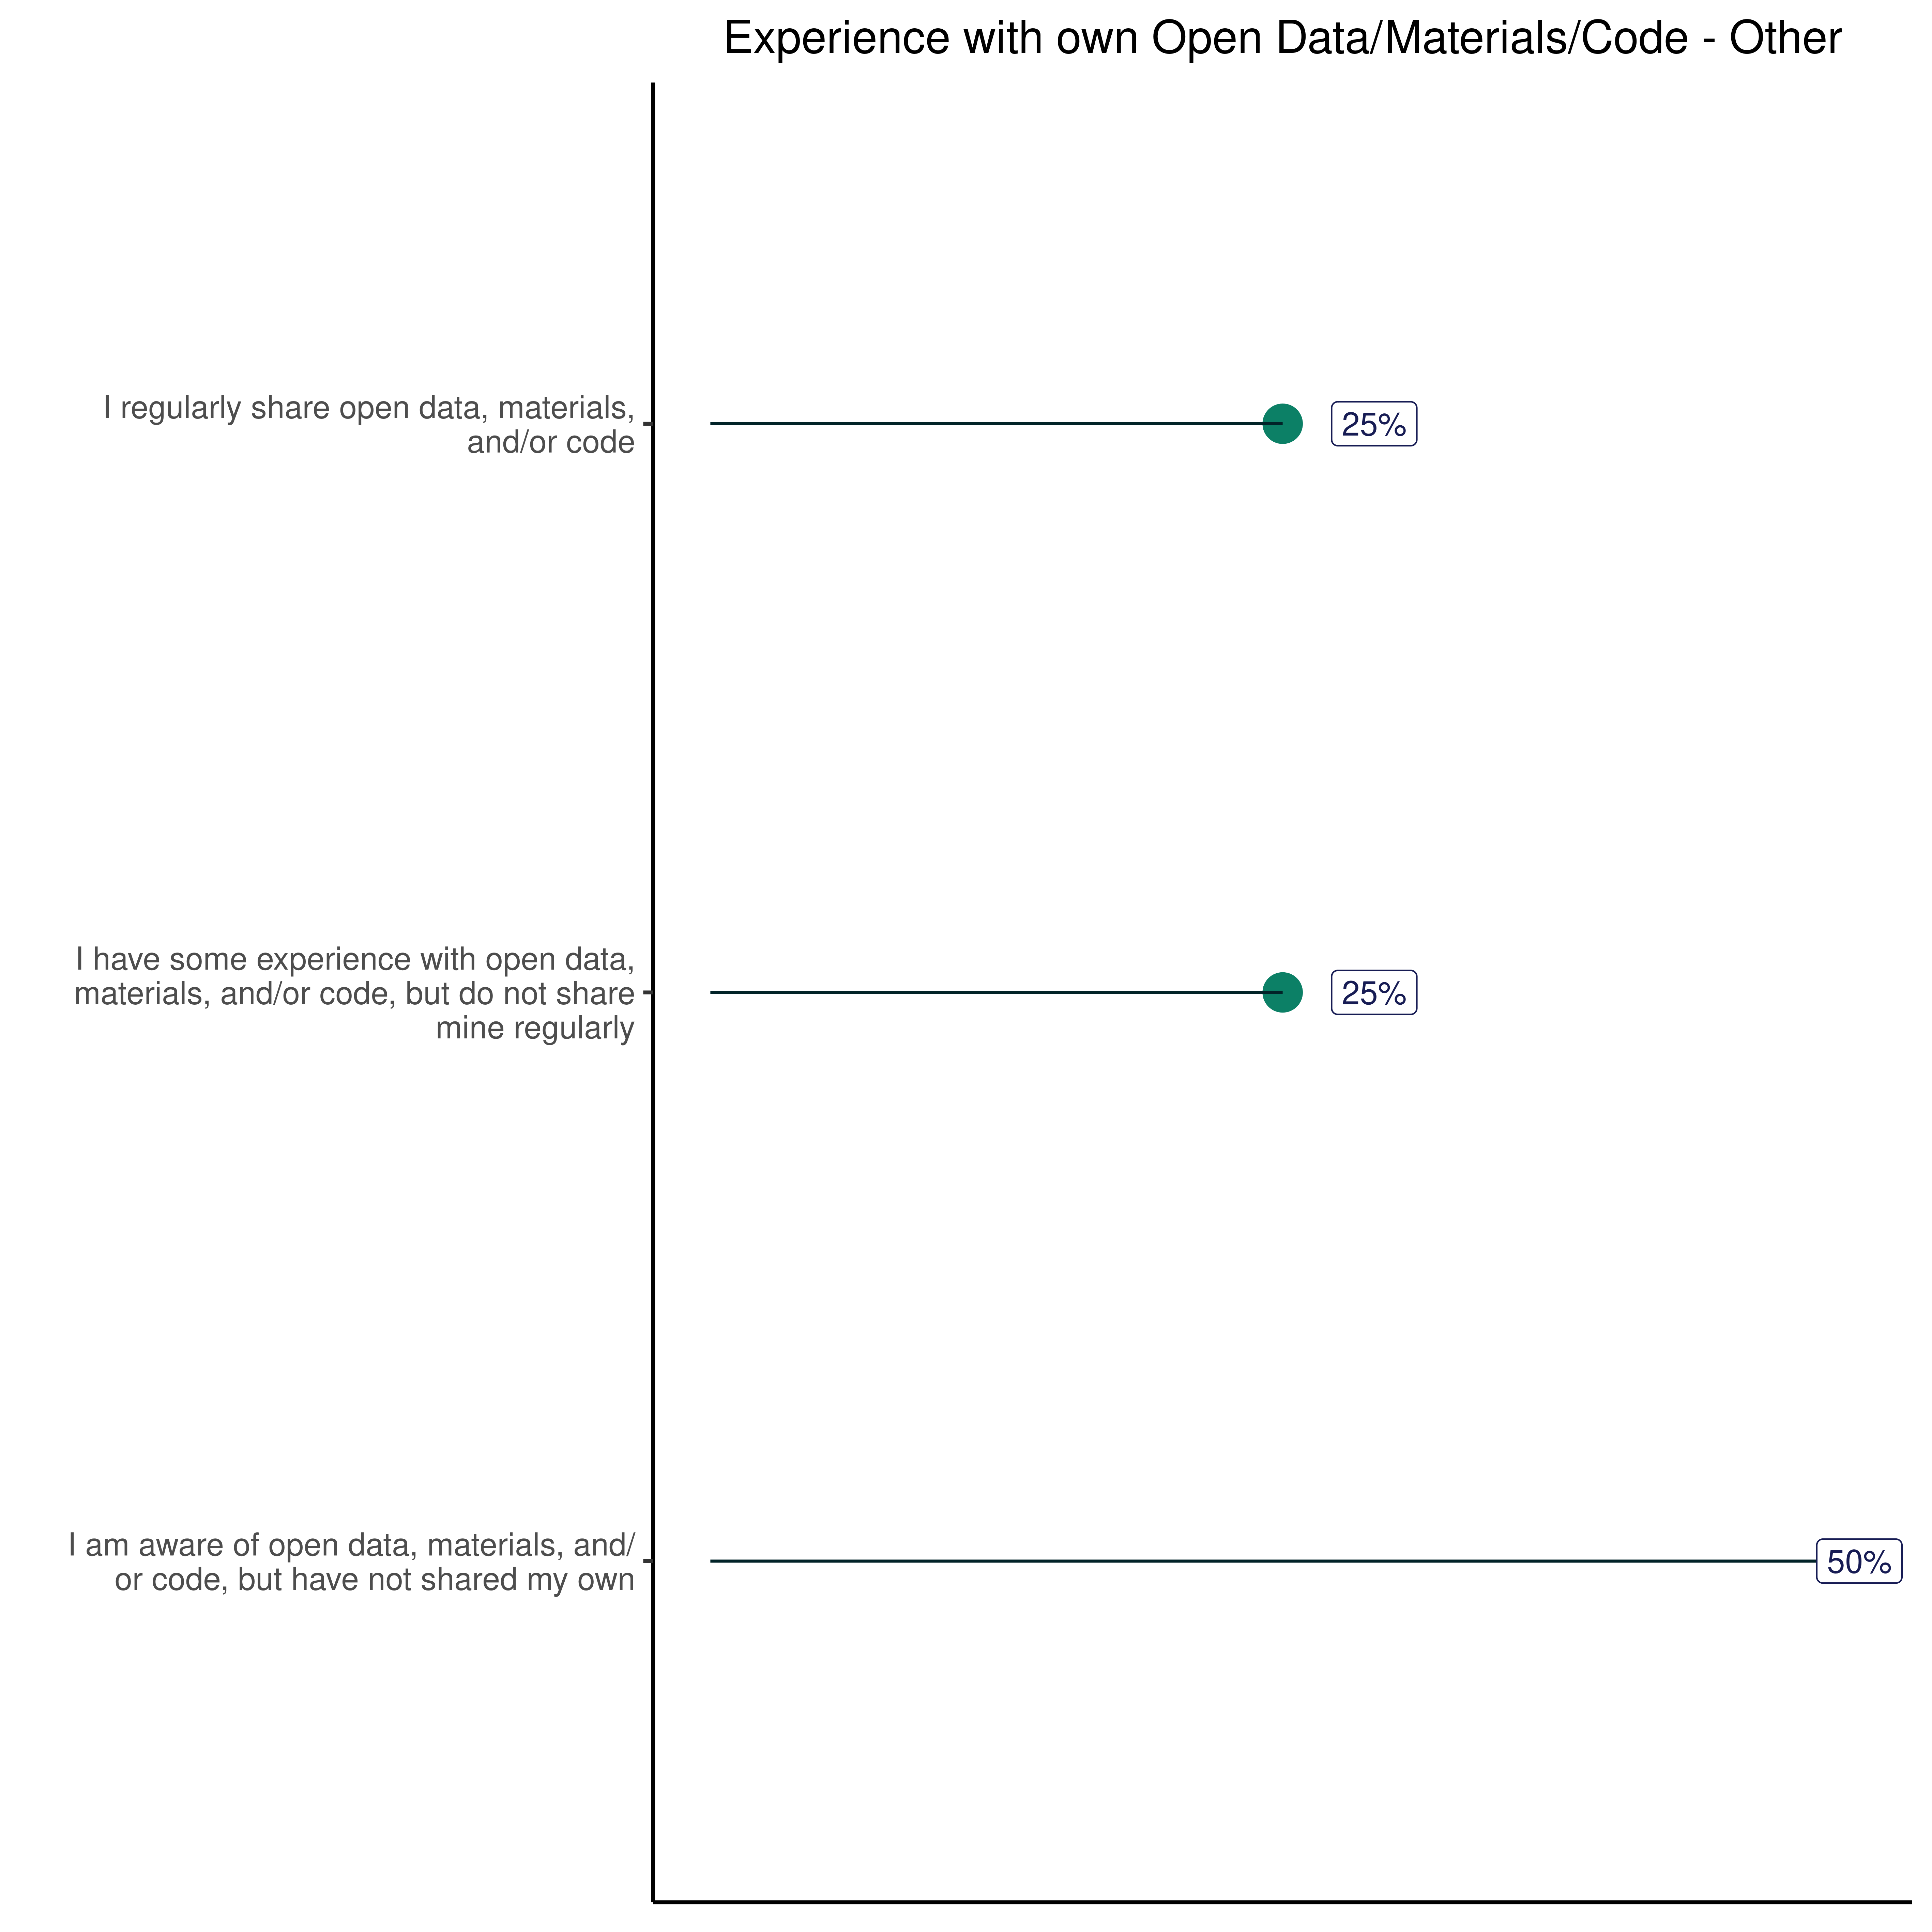 Experience with own Open Data/Materials/Code - Other
I regularly share open data, materials,
and/or code
25%
I have some experience with open data,
materials, and/or code, but do not share
mine regularly
25%
I am aware of open data, materials, and/
or code, but have not shared my own
50%